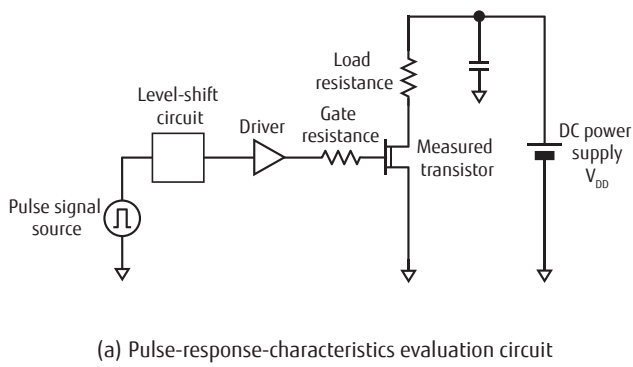 Load
resistance
Level-shift
circuit
Driver
Gate
resistance
Measured
transistor
DC power
supply
V_DD
Pulse signal
source
(a) Pulse-response-characteristics evaluation circuit